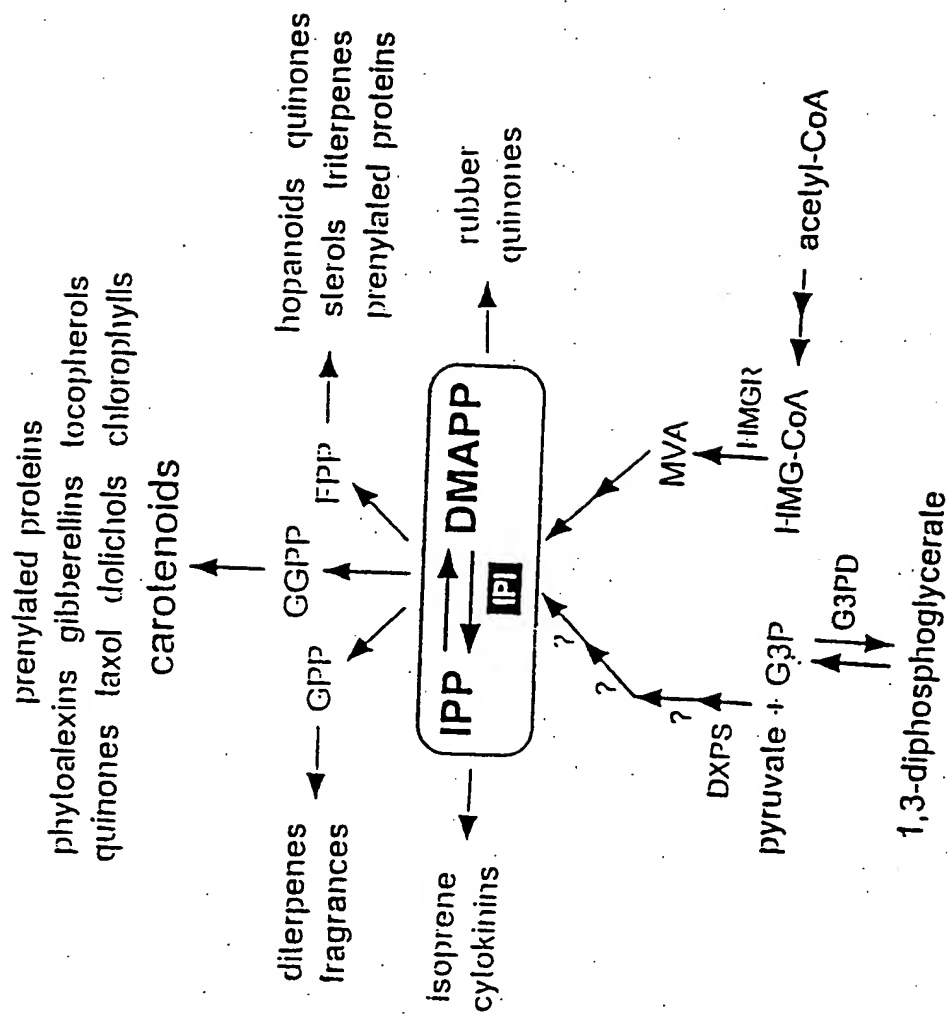 prenylated proteins
phytoalexins gibberellins tocopherols
quinones taxol dolichols chlorophylls
carotenoids
diterpenes
fragrances
GPP
GGPP
FPP
hopanoids quinones
sterols triterpenes
prenylated proteins
isoprene
cytokinins
IPP
DMAPP
IPI
rubber
quinones
?
?
?
DXPS
pyruvate + G3P
G3PD
1,3-diphosphoglycerate
MVA
HMGR
HMG-CoA
acetyl-CoA